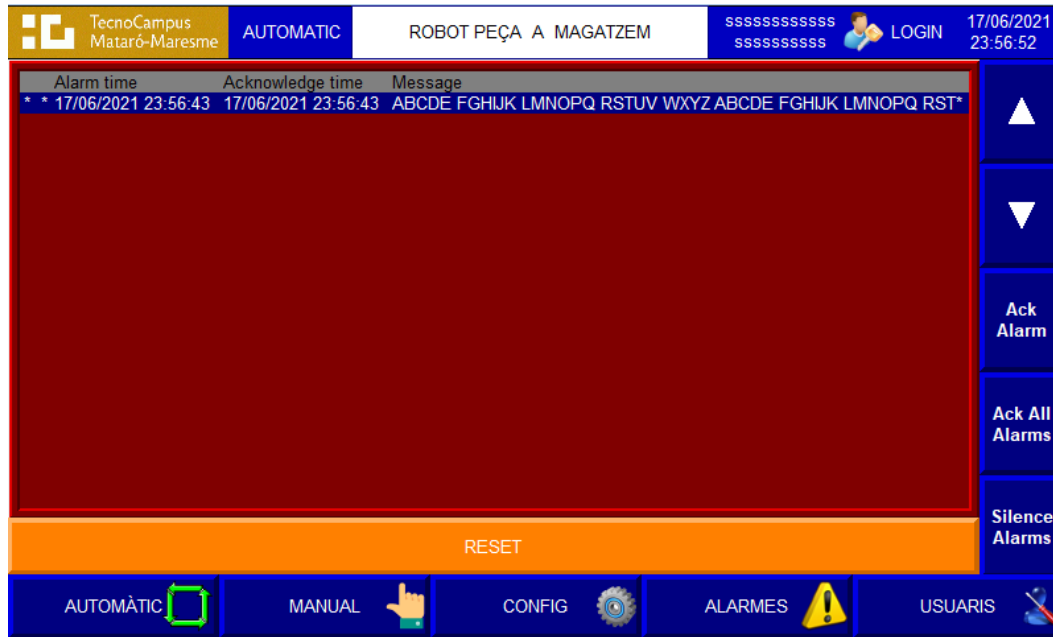 TecnoCampus
Mataró-Maresme
AUTOMATIC
ROBOT PEÇA A MAGATZEM
ssssssssssss
ssssssssss
LOGIN
17/06/2021
23:56:52
Alarm time Acknowledge time Message
* * 17/06/2021 23:56:43 17/06/2021 23:56:43 ABCDE FGHIJK LMNOPQ RSTUV WXYZ ABCDE FGHIJK LMNOPQ RST*
Ack
Alarm
Ack All
Alarms
Silence
Alarms
RESET
AUTOMÀTIC
MANUAL
CONFIG
ALARMES
USUARIS